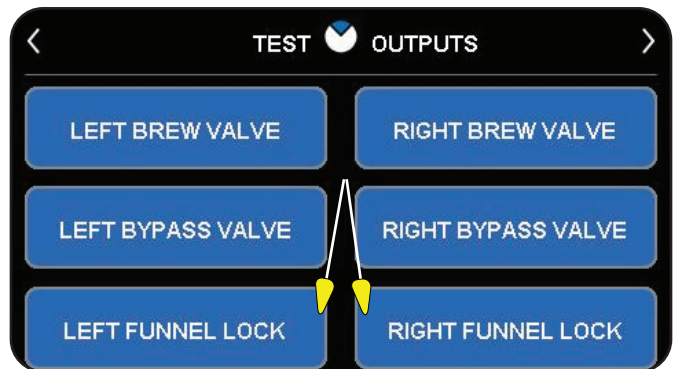 TEST OUTPUTS
LEFT BREW VALVE
RIGHT BREW VALVE
LEFT BYPASS VALVE
RIGHT BYPASS VALVE
LEFT FUNNEL LOCK
RIGHT FUNNEL LOCK